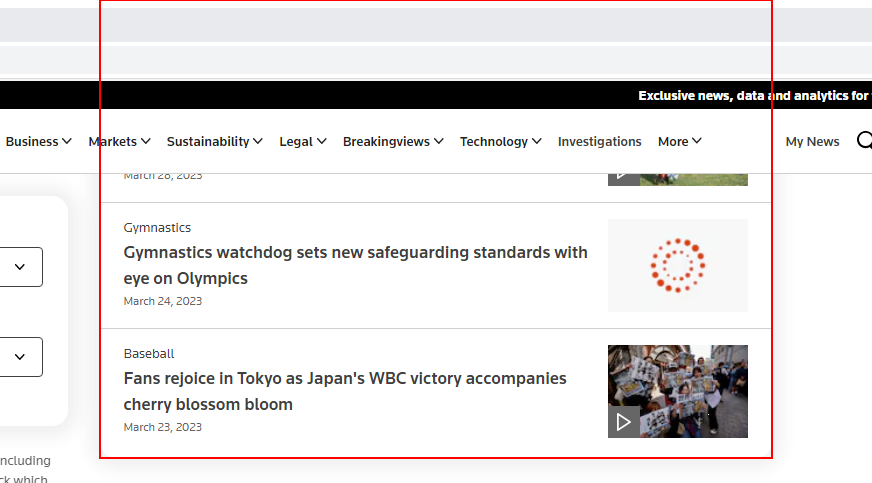 Exclusive news, data and analytics for
Business Markets Sustainability Legal Breakingviews Technology Investigations More My News
March 28, 2023
Gymnastics
Gymnastics watchdog sets new safeguarding standards with
eye on Olympics
March 24, 2023
Baseball
Fans rejoice in Tokyo as Japan's WBC victory accompanies
cherry blossom bloom
March 23, 2023
ncluding
ck which